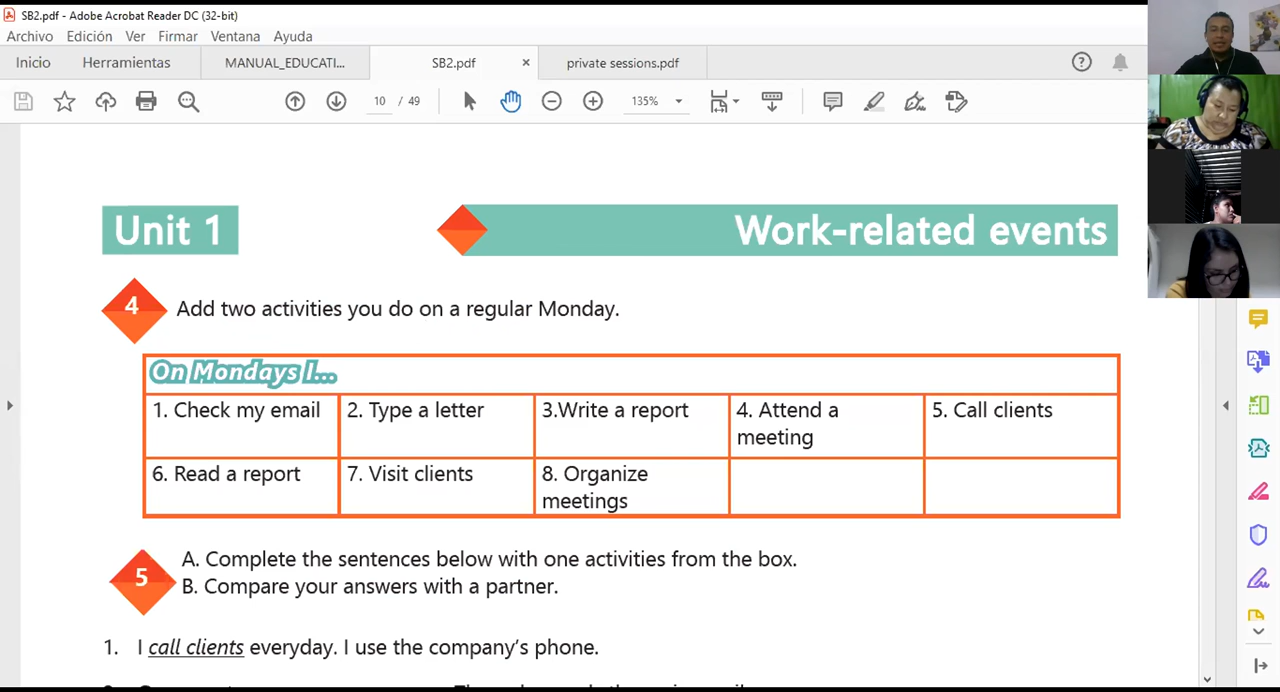 SB2.pdf - Adobe Acrobat Reader DC (32-bit)
Archivo Edición Ver Firmar Ventana Ayuda
Inicio Herramientas MANUAL_EDUCATI... SB2.pdf × private sessions.pdf
10 / 49 135%
Unit 1 Work-related events
4 Add two activities you do on a regular Monday.
On Mondays I...
1. Check my email 2. Type a letter 3.Write a report 4. Attend a meeting 5. Call clients
6. Read a report 7. Visit clients 8. Organize meetings
5 A. Complete the sentences below with one activities from the box.
B. Compare your answers with a partner.
1. I call clients everyday. I use the company's phone.